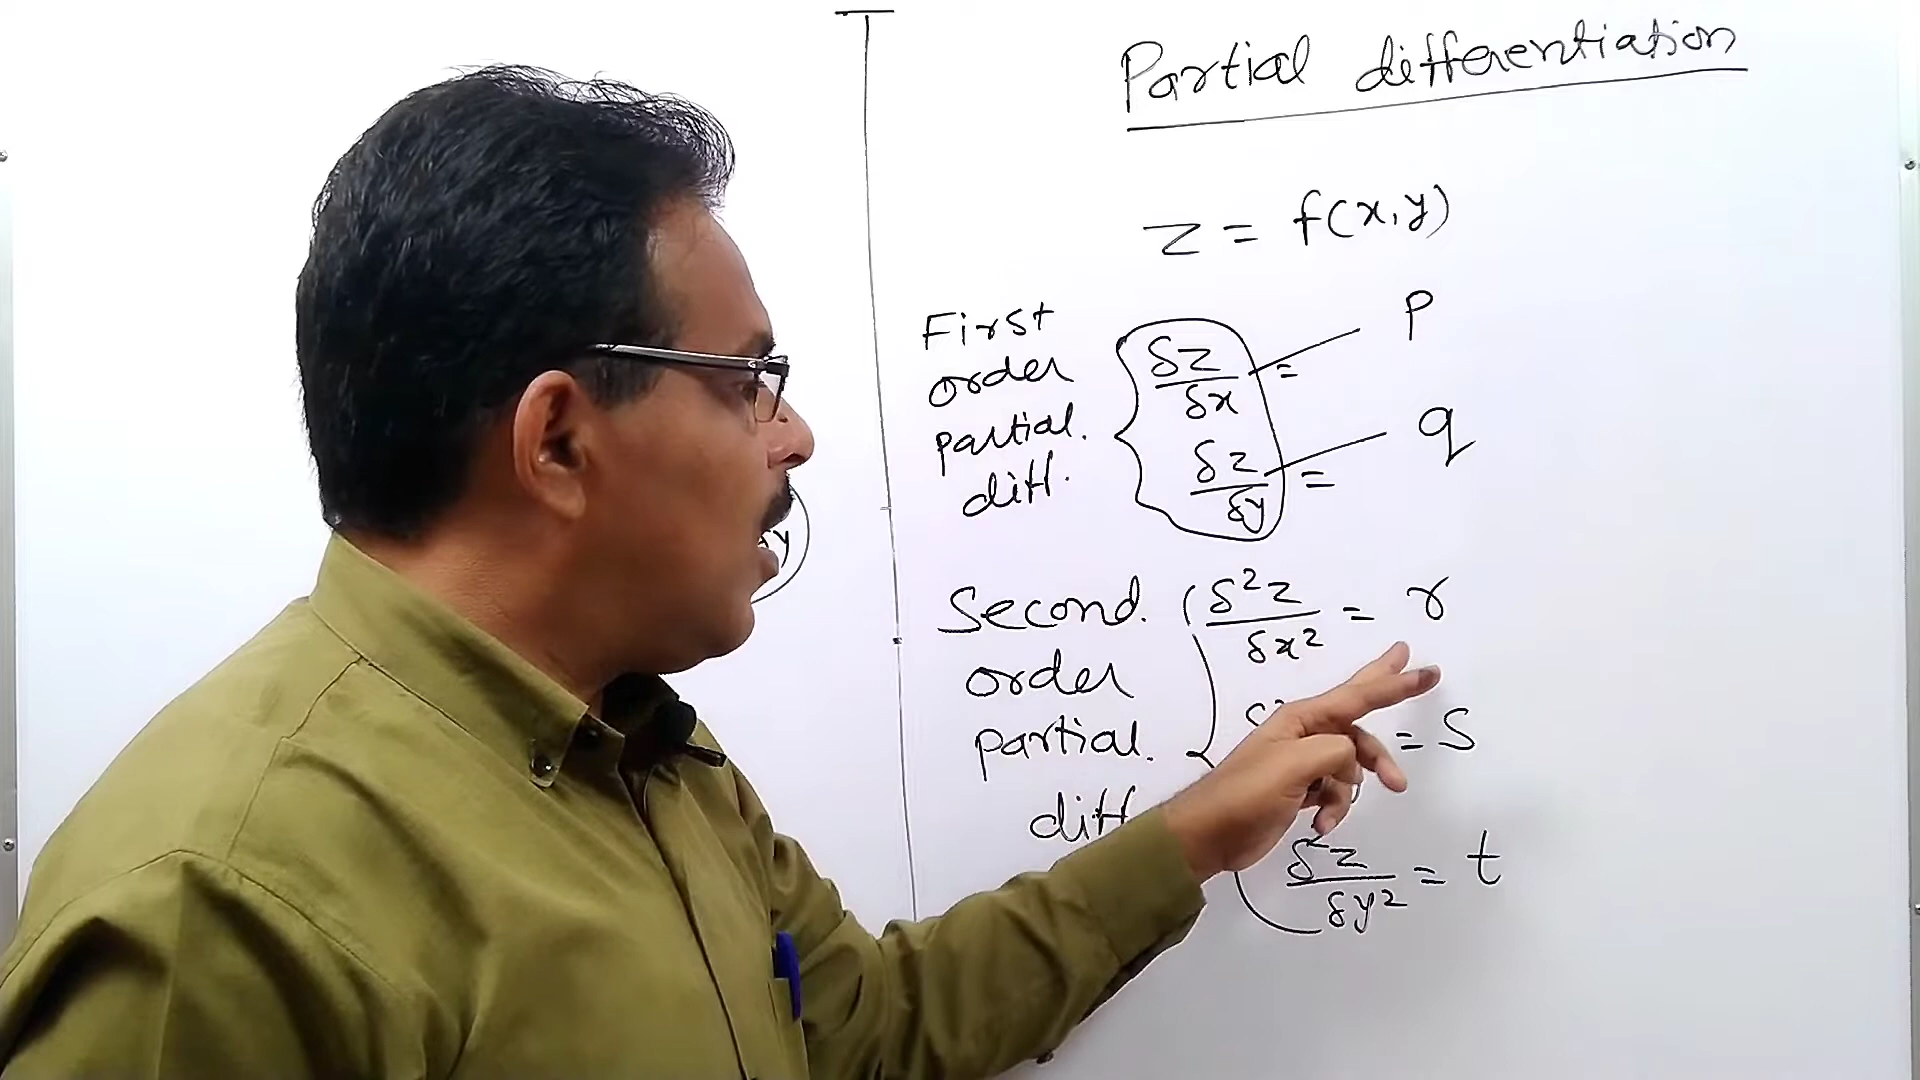 Partial differentiation
z = f(x,y)
First order partial. diff.
δz/δx = p
δz/δy = q
Second. order partial. diff
δ²z/δx² = r
= s
δ²z/δy² = t